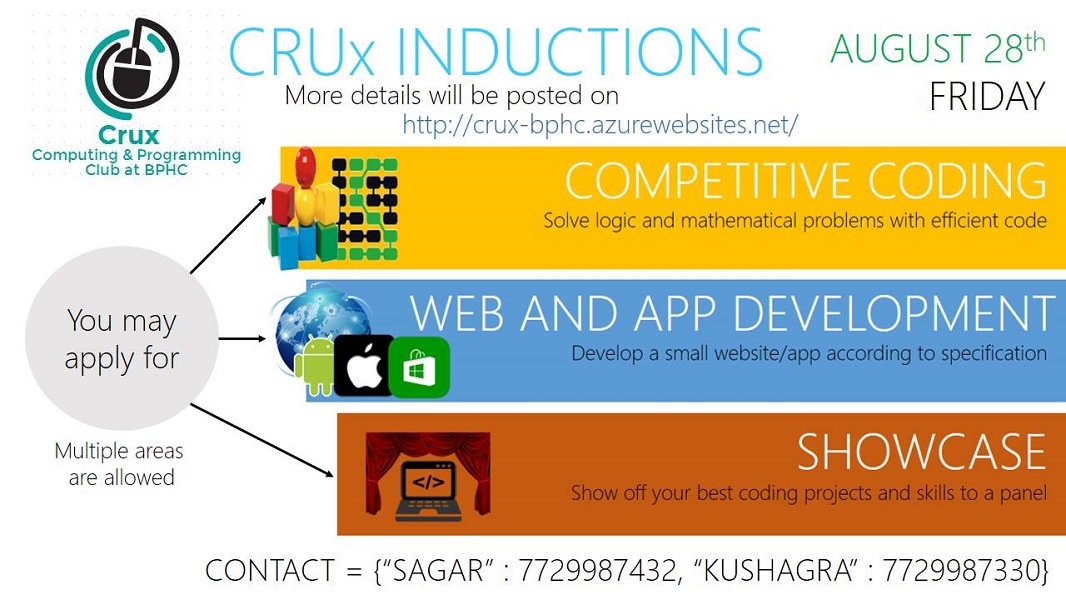 Crux
Computing & Programming
Club at BPHC
CRUx INDUCTIONS
More details will be posted on
http://crux-bphc.azurewebsites.net/
AUGUST 28th
FRIDAY
You may
apply for
Multiple areas
are allowed
COMPETITIVE CODING
Solve logic and mathematical problems with efficient code
WEB AND APP DEVELOPMENT
Develop a small website/app according to specification
</>
SHOWCASE
Show off your best coding projects and skills to a panel
CONTACT = {“SAGAR” : 7729987432, “KUSHAGRA” : 7729987330}